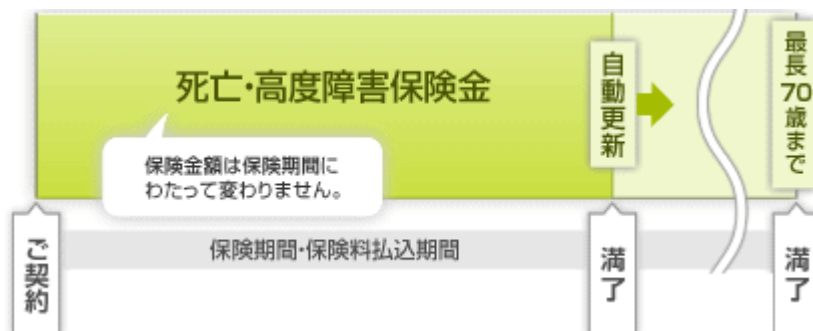 死亡・高度障害保険金
保険金額は保険期間に
わたって変わりません。
自動更新
最長70歳まで
保険期間・保険料払込期間
ご契約
満了
満了